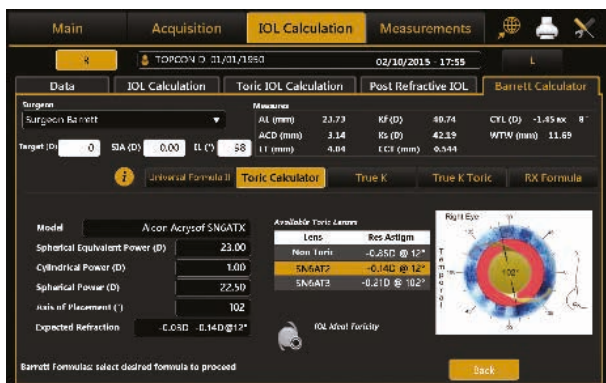 Main Acquisition IOL Calculation Measurements
R TOPCON D 01/01/1950 02/10/2015 - 17:55 L
Data IOL Calculation Toric IOL Calculation Post Refractive IOL Barrett Calculator
Surgeon Measures
Surgeon Barrett AL (mm) 23.73 Kf (D) 40.74 CYL (D) -1.45 ax 8°
ACD (mm) 3.14 Ks (D) 42.19 WTW (mm) 11.69
Target (D) 0 SIA (D) 0.00 IL (°) 98 LT (mm) 4.04 CCT (mm) 0.544
i Universal Formula II Toric Calculator True K True K Toric RX Formula
Model Alcon Acrysof SN6ATX
Spherical Equivalent Power (D) 23.00
Cylindrical Power (D) 1.00
Spherical Power (D) 22.50
Axis of Placement (°) 102
Expected Refraction -0.03D -0.14D@12°
Available Toric Lenses
Lens Res Astigm
Non Toric -0.85D @ 12°
SN6AT2 -0.14D @ 12°
SN6AT3 -0.21D @ 102°
IOL Ideal Toricity
Right Eye
Temporal
102°
Barrett Formulas: select desired formula to proceed
Back